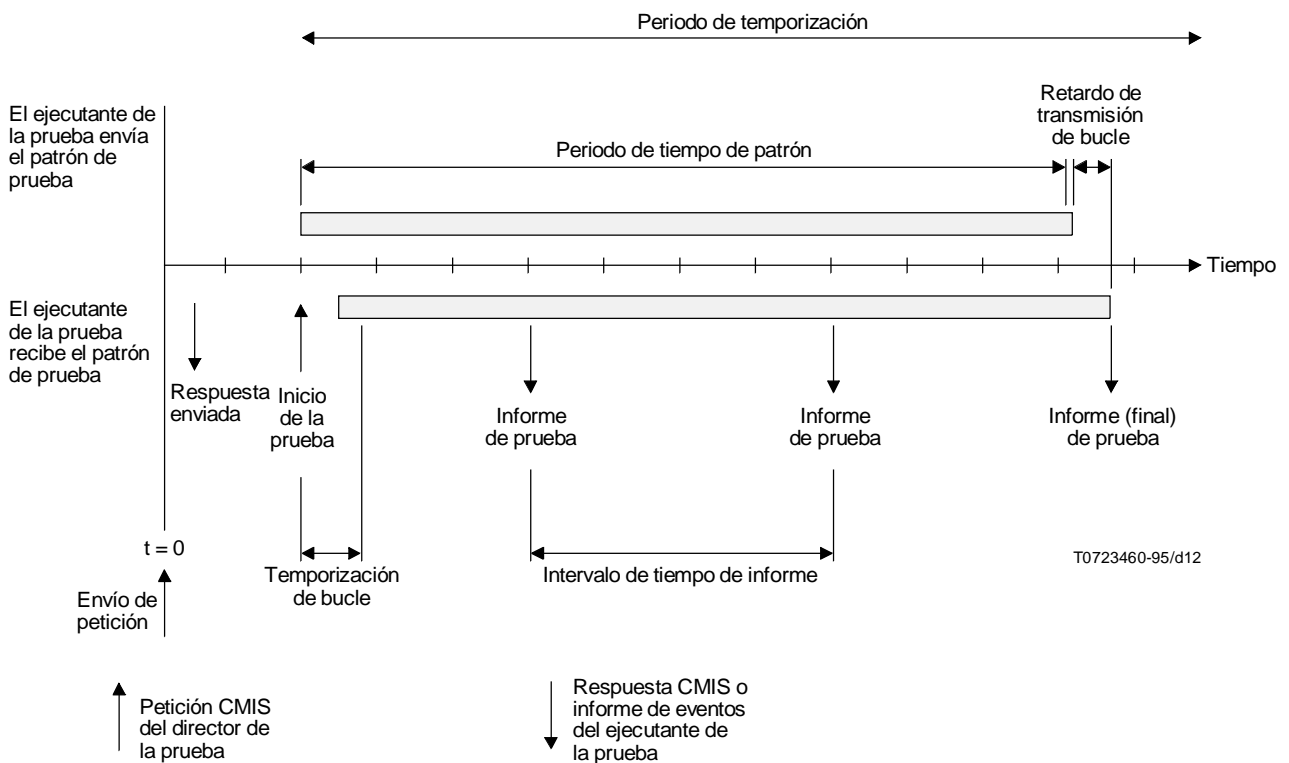 Periodo de temporización
El ejecutante de
la prueba envía
el patrón de
prueba
Retardo de
transmisión
de bucle
Periodo de tiempo de patrón
Tiempo
El ejecutante
de la prueba
recibe el patrón
de prueba
Respuesta
enviada
Inicio
de la
prueba
Informe
de prueba
Informe
de prueba
Informe (final)
de prueba
t = 0
Temporización
de bucle
Intervalo de tiempo de informe
T0723460-95/d12
Envío de
petición
Petición CMIS
del director de
la prueba
Respuesta CMIS o
informe de eventos
del ejecutante de
la prueba